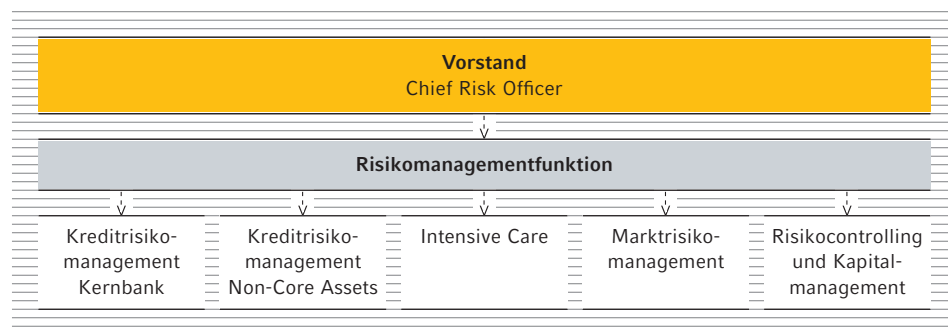 Vorstand
Chief Risk Officer
Risikomanagementfunktion
Kreditrisiko-
management
Kernbank
Kreditrisiko-
management
Non-Core Assets
Intensive Care
Marktrisiko-
management
Risikocontrolling
und Kapital-
management